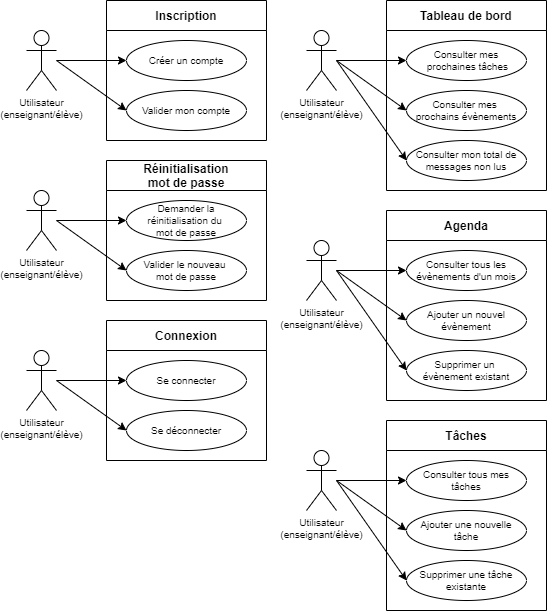 Inscription
Créer un compte
Valider mon compte
Utilisateur
(enseignant/élève)
Réinitialisation
mot de passe
Demander la
réinitialisation du
mot de passe
Valider le nouveau
mot de passe
Utilisateur
(enseignant/élève)
Connexion
Se connecter
Se déconnecter
Utilisateur
(enseignant/élève)
Tableau de bord
Consulter mes
prochaines tâches
Consulter mes
prochains évènements
Consulter mon total de
messages non lus
Utilisateur
(enseignant/élève)
Agenda
Consulter tous les
évènements d'un mois
Ajouter un nouvel
évènement
Supprimer un
évènement existant
Utilisateur
(enseignant/élève)
Tâches
Consulter tous mes
tâches
Ajouter une nouvelle
tâche
Supprimer une tâche
existante
Utilisateur
(enseignant/élève)